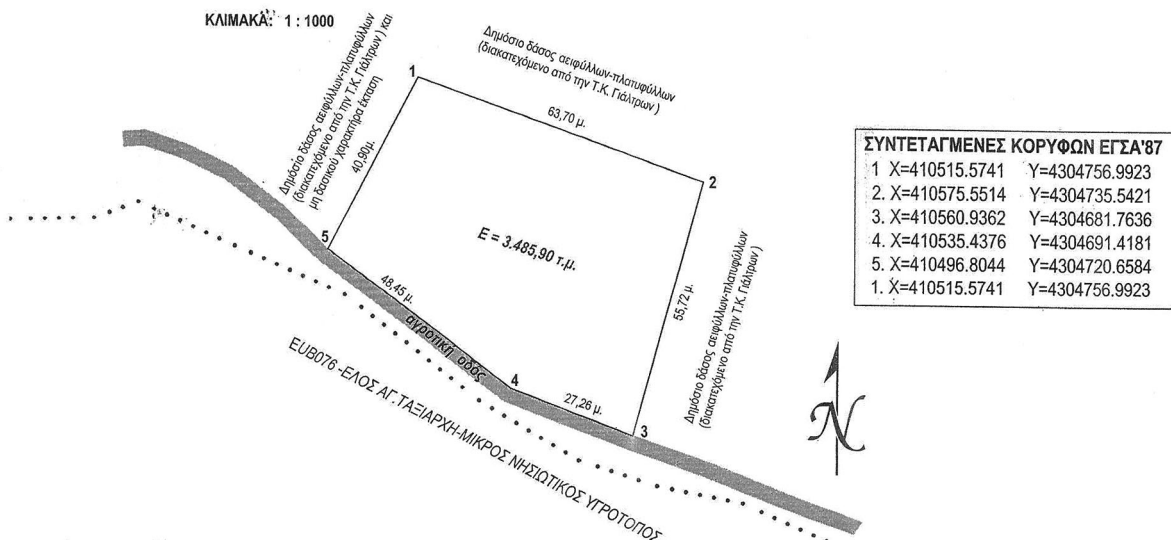 ΚΛΙΜΑΚΑ: 1 : 1000
Δημόσιο δάσος αειφύλλων-πλατυφύλλων
(διακατεχόμενο από την Τ.Κ. Γιάλτρων ) και
μη δασικού χαρακτήρα έκταση
Δημόσιο δάσος αειφύλλων-πλατυφύλλων
(διακατεχόμενο από την Τ.Κ. Γιάλτρων )
1
63,70 μ.
40,90μ.
2
Ε = 3.485,90 τ.μ.
5
48,45 μ.
αγροτική οδός
55,72 μ.
Δημόσιο δάσος αειφύλλων-πλατυφύλλων
(διακατεχόμενο από την Τ.Κ. Γιάλτρων )
4
27,26 μ.
3
EUB076 -ΕΛΟΣ ΑΓ.ΤΑΞΙΑΡΧΗ-ΜΙΚΡΟΣ ΝΗΣΙΩΤΙΚΟΣ ΥΓΡΟΤΟΠΟΣ
ΣΥΝΤΕΤΑΓΜΕΝΕΣ ΚΟΡΥΦΩΝ ΕΓΣΑ'87
1 X=410515.5741 Y=4304756.9923
2. X=410575.5514 Y=4304735.5421
3. X=410560.9362 Y=4304681.7636
4. X=410535.4376 Y=4304691.4181
5. X=410496.8044 Y=4304720.6584
1. X=410515.5741 Y=4304756.9923
N